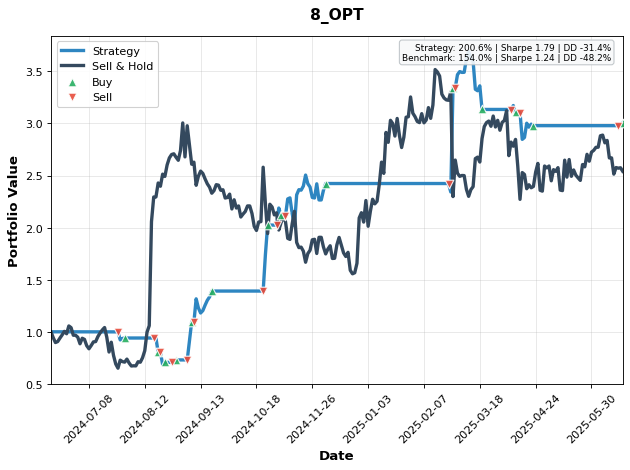 8_OPT
Strategy: 200.6% | Sharpe 1.79 | DD -31.4%
Benchmark: 154.0% | Sharpe 1.24 | DD -48.2%
Strategy
Sell & Hold
Buy
Sell
Portfolio Value
3.5
3.0
2.5
2.0
1.5
1.0
0.5
2024-07-08
2024-08-12
2024-09-13
2024-10-18
2024-11-26
2025-01-03
2025-02-07
2025-03-18
2025-04-24
2025-05-30
Date